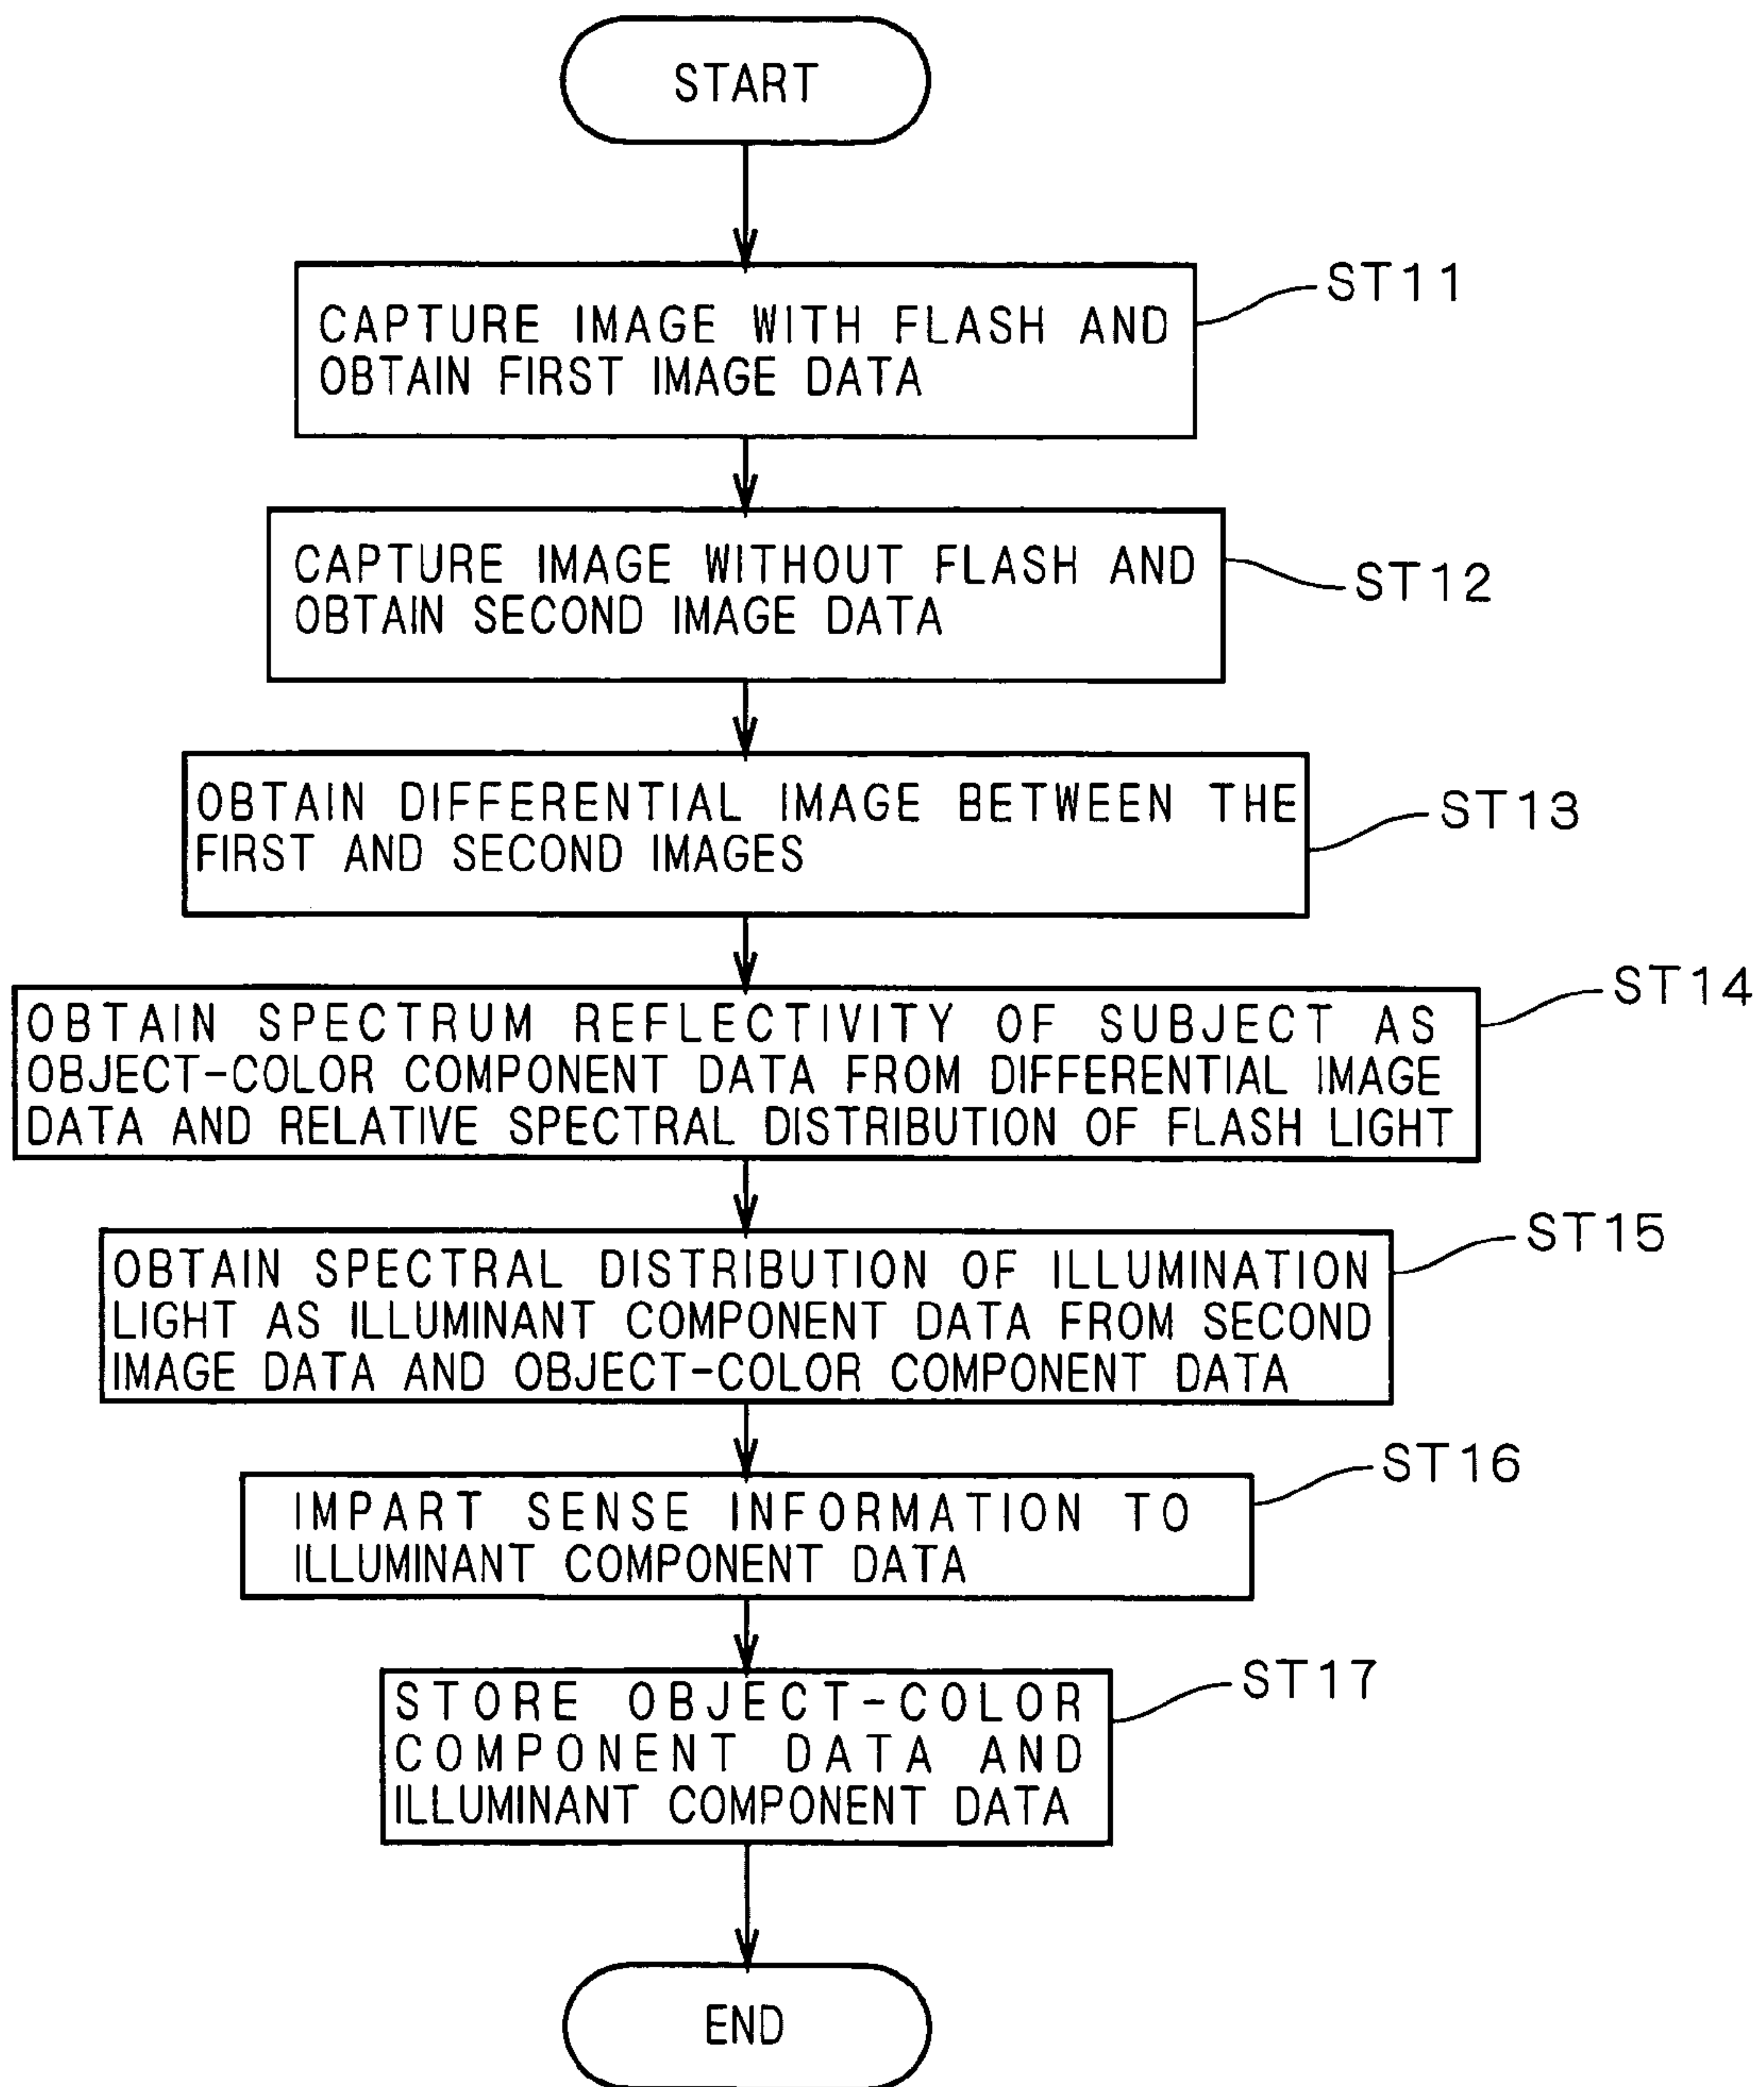 START
CAPTURE IMAGE WITH FLASH AND
OBTAIN FIRST IMAGE DATA
ST11
CAPTURE IMAGE WITHOUT FLASH AND
OBTAIN SECOND IMAGE DATA
ST12
OBTAIN DIFFERENTIAL IMAGE BETWEEN THE
FIRST AND SECOND IMAGES
ST13
OBTAIN SPECTRUM REFLECTIVITY OF SUBJECT AS
OBJECT-COLOR COMPONENT DATA FROM DIFFERENTIAL IMAGE
DATA AND RELATIVE SPECTRAL DISTRIBUTION OF FLASH LIGHT
ST14
OBTAIN SPECTRAL DISTRIBUTION OF ILLUMINATION
LIGHT AS ILLUMINANT COMPONENT DATA FROM SECOND
IMAGE DATA AND OBJECT-COLOR COMPONENT DATA
ST15
IMPART SENSE INFORMATION TO
ILLUMINANT COMPONENT DATA
ST16
STORE OBJECT-COLOR
COMPONENT DATA AND
ILLUMINANT COMPONENT DATA
ST17
END